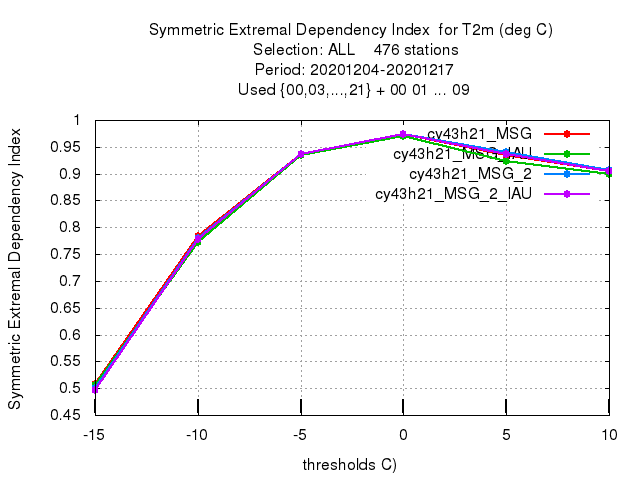 Symmetric Extremal Dependency Index  for T2m (deg C)
Selection: ALL    476 stations
Period: 20201204-20201217
Used {00,03,...,21} + 00 01 ... 09
Symmetric Extremal Dependency Index
1
0.95
0.9
0.85
0.8
0.75
0.7
0.65
0.6
0.55
0.5
0.45
cy43h21_MSG
cy43h21_MSG_IAU
cy43h21_MSG_2
cy43h21_MSG_2_IAU
-15 -10 -5 0 5 10
thresholds C)